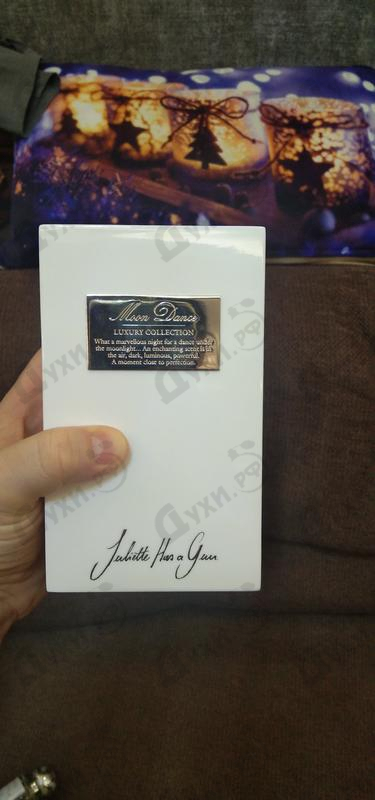 Moon Dance
LUXURY COLLECTION
What a marvellous night for a dance under
the moonlight... An enchanting scent is in
the air, dark, luminous, powerful.
A moment close to perfection.
Juliette Has a Gun
Духи.рф